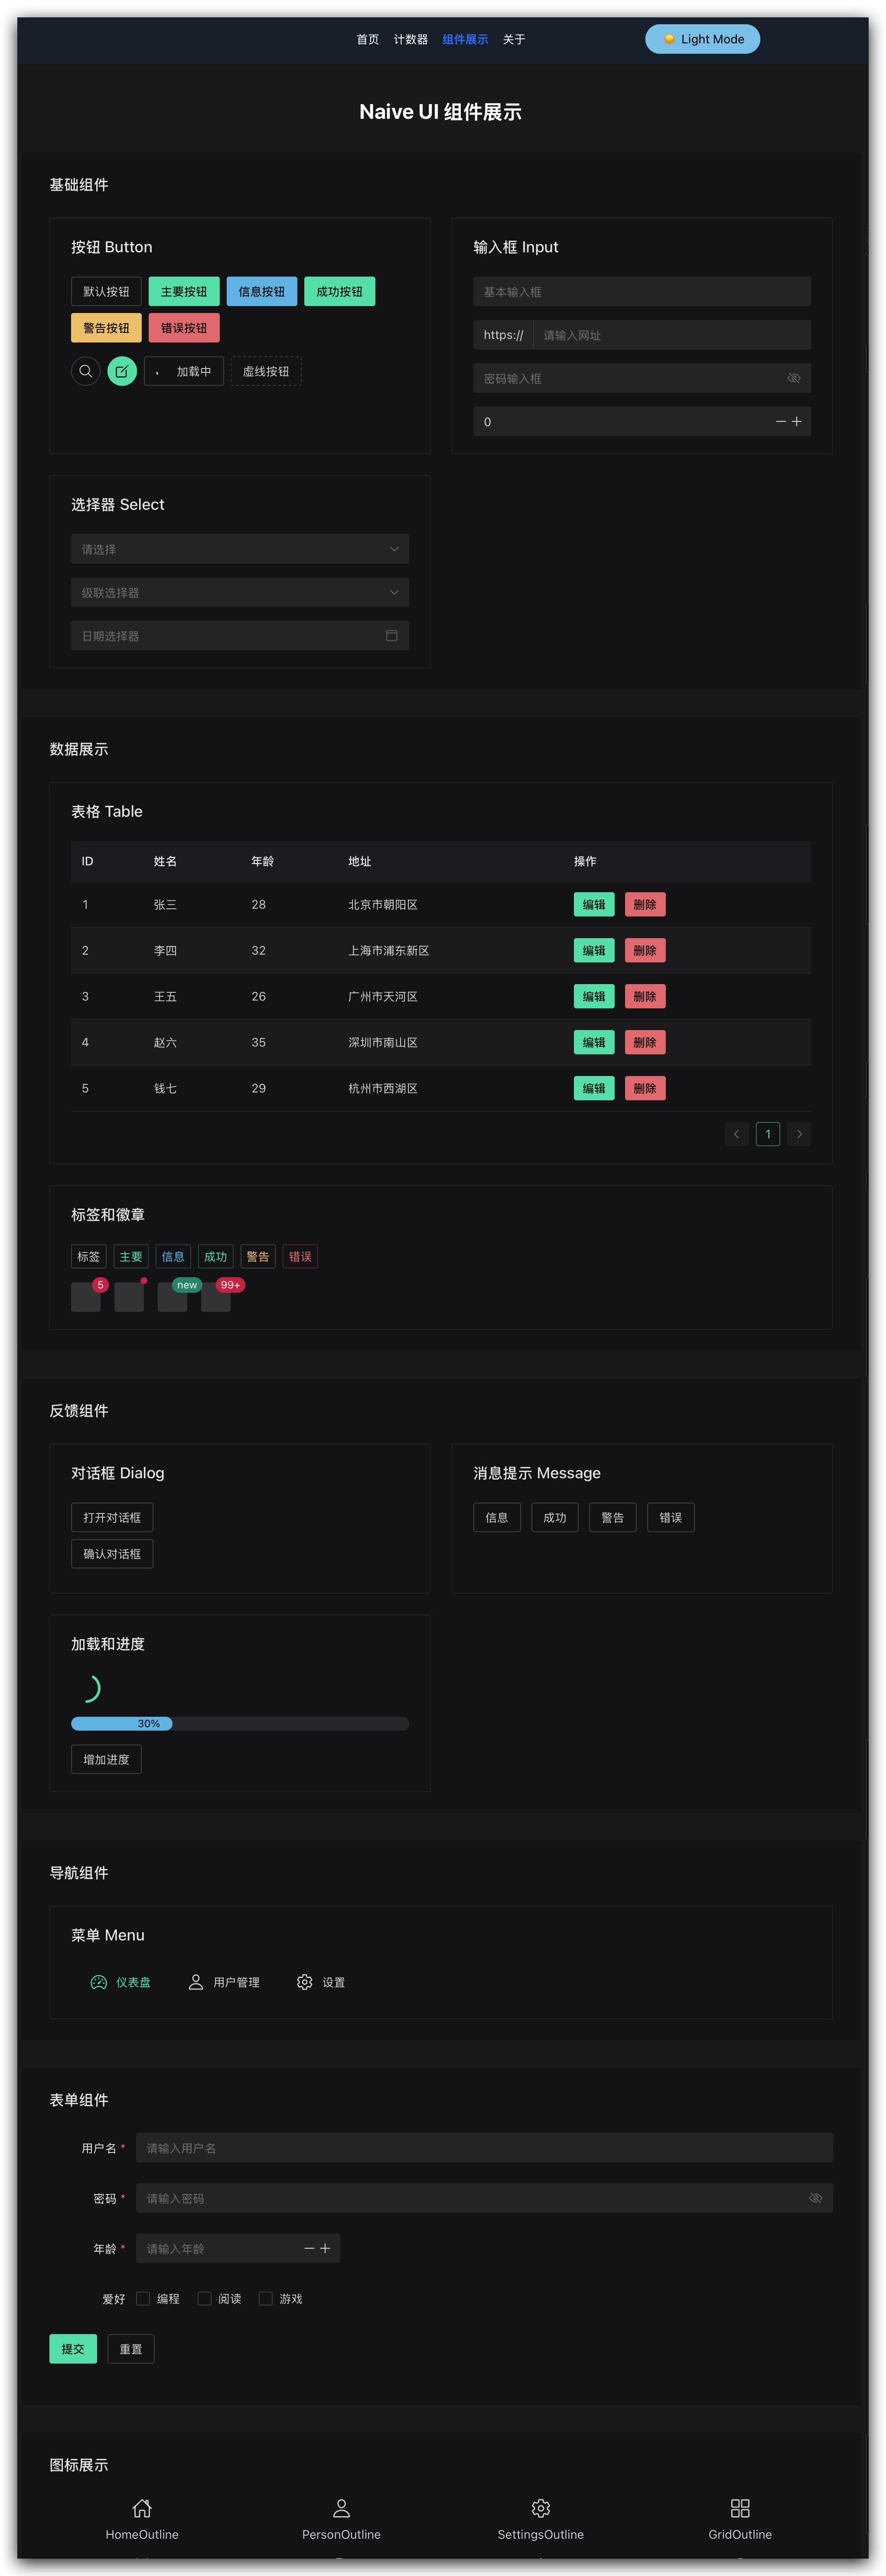 首页 计数器 组件展示 关于 Light Mode
Naive UI 组件展示
基础组件
按钮 Button
默认按钮 主要按钮 信息按钮 成功按钮
警告按钮 错误按钮
加载中 虚线按钮
输入框 Input
基本输入框
https:// 请输入网址
密码输入框
0
选择器 Select
请选择
级联选择器
日期选择器
数据展示
表格 Table
ID 姓名 年龄 地址 操作
1 张三 28 北京市朝阳区 编辑 删除
2 李四 32 上海市浦东新区 编辑 删除
3 王五 26 广州市天河区 编辑 删除
4 赵六 35 深圳市南山区 编辑 删除
5 钱七 29 杭州市西湖区 编辑 删除
1
标签和徽章
标签 主要 信息 成功 警告 错误
5 new 99+
反馈组件
对话框 Dialog
打开对话框
确认对话框
消息提示 Message
信息 成功 警告 错误
加载和进度
30%
增加进度
导航组件
菜单 Menu
仪表盘 用户管理 设置
表单组件
用户名 * 请输入用户名
密码 * 请输入密码
年龄 * 请输入年龄
爱好 编程 阅读 游戏
提交 重置
图标展示
HomeOutline PersonOutline SettingsOutline GridOutline